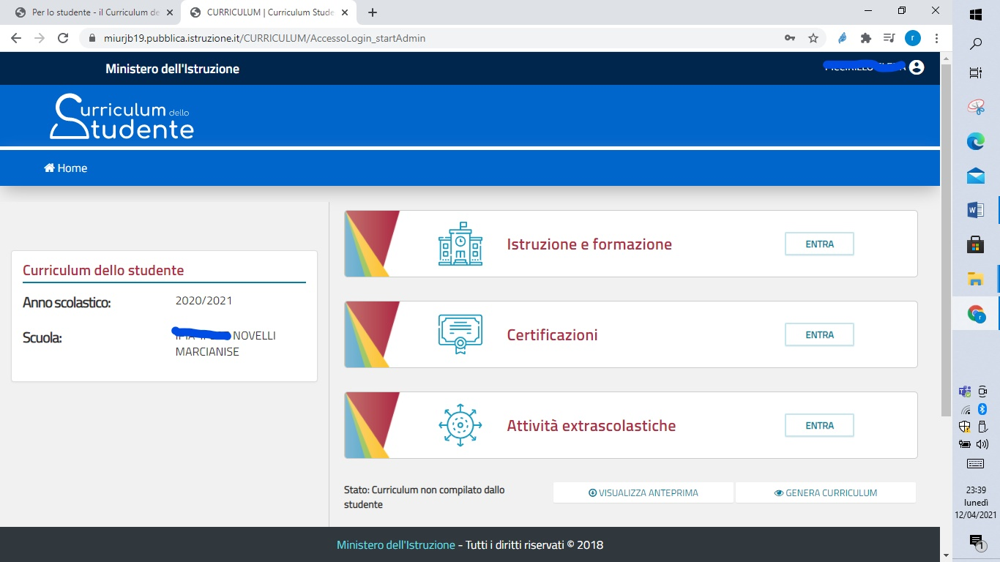 Per lo studente - il Curriculum de
CURRICULUM | Curriculum Stude
miurjb19.pubblica.istruzione.it/CURRICULUM/AccessoLogin_startAdmin
r
Ministero dell'Istruzione
Curriculum dello
Studente
Home
Curriculum dello studente
Anno scolastico: 2020/2021
Scuola: NOVELLI
MARCIANISE
Istruzione e formazione ENTRA
Certificazioni ENTRA
Attività extrascolastiche ENTRA
Stato: Curriculum non compilato dallo
studente
VISUALIZZA ANTEPRIMA
GENERA CURRICULUM
Ministero dell'Istruzione - Tutti i diritti riservati © 2018
23:39
lunedì
12/04/2021
1